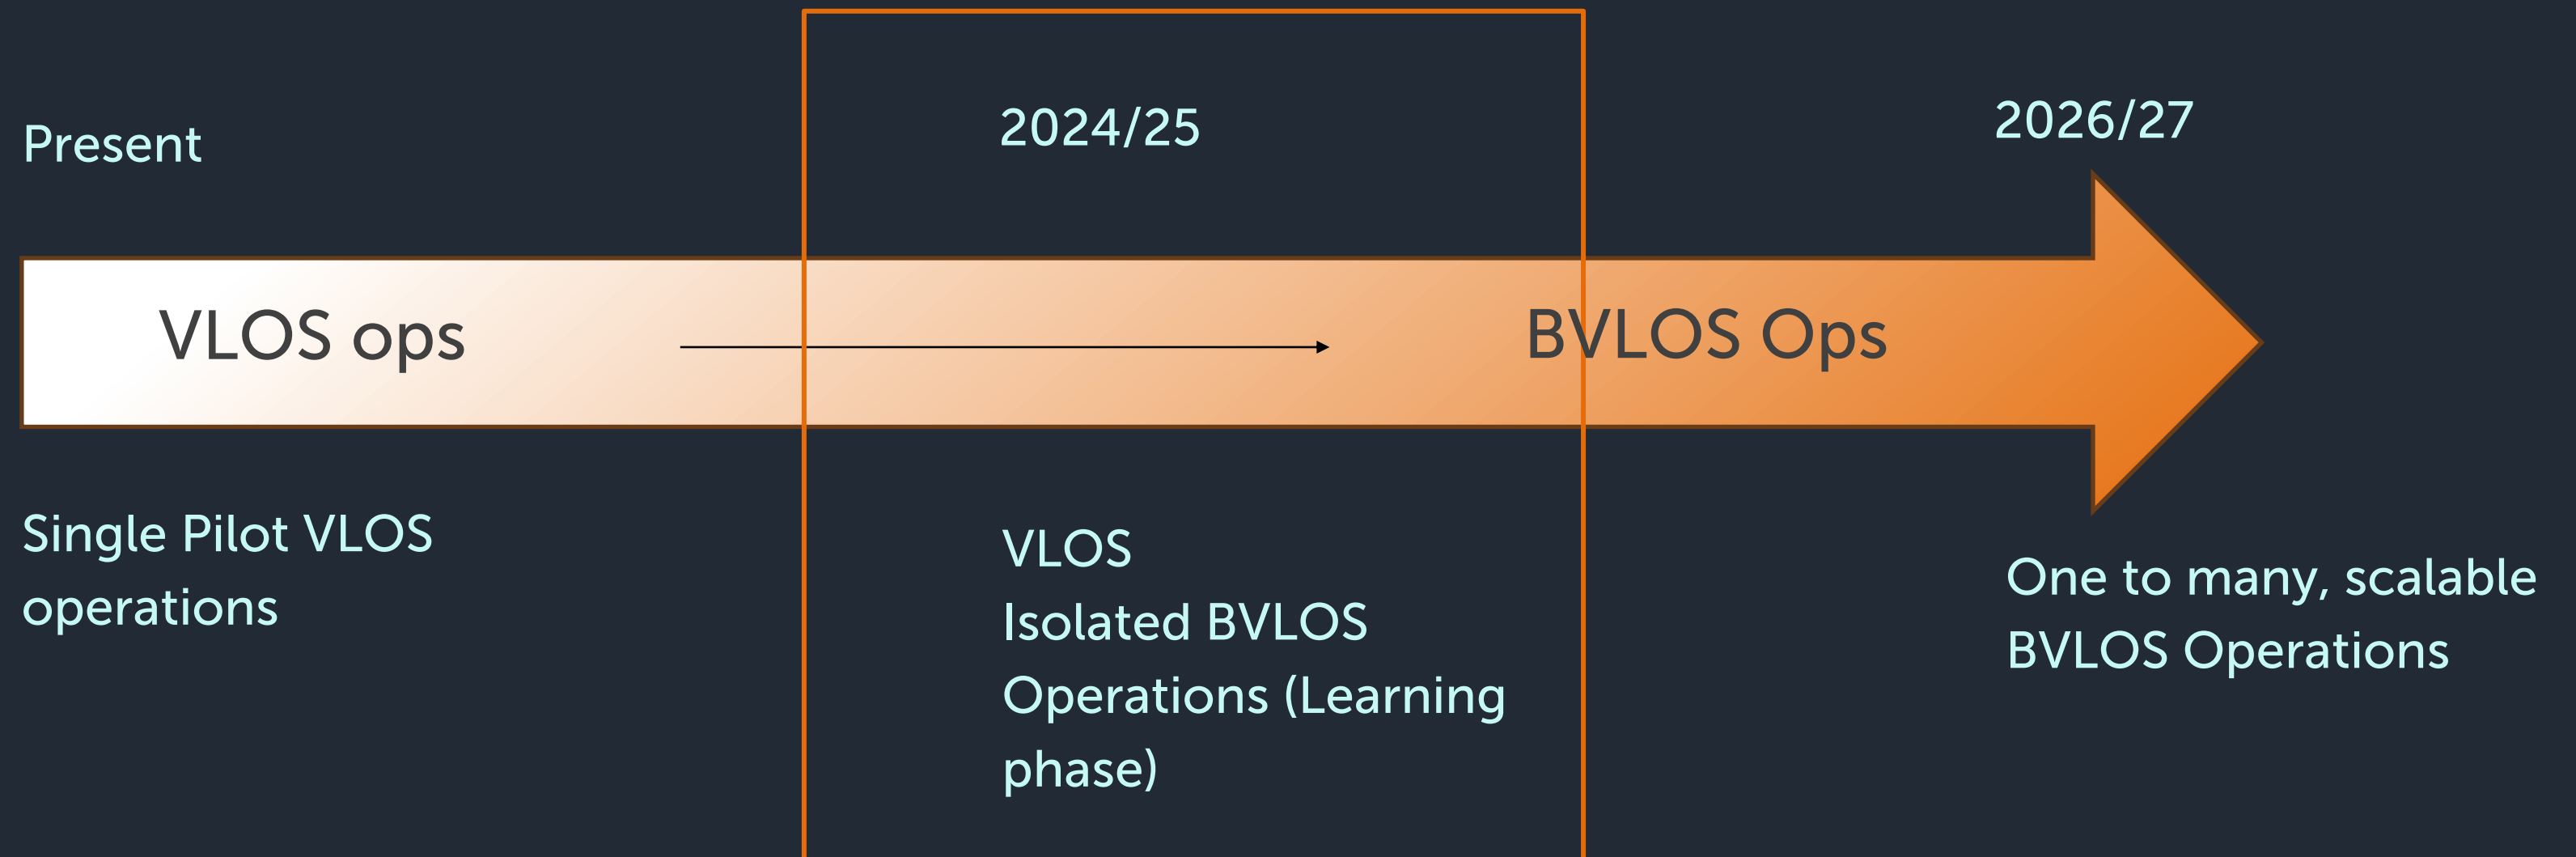 Present
2024/25
2026/27
VLOS ops
BVLOS Ops
Single Pilot VLOS
operations
VLOS
Isolated BVLOS
Operations (Learning
phase)
One to many, scalable
BVLOS Operations